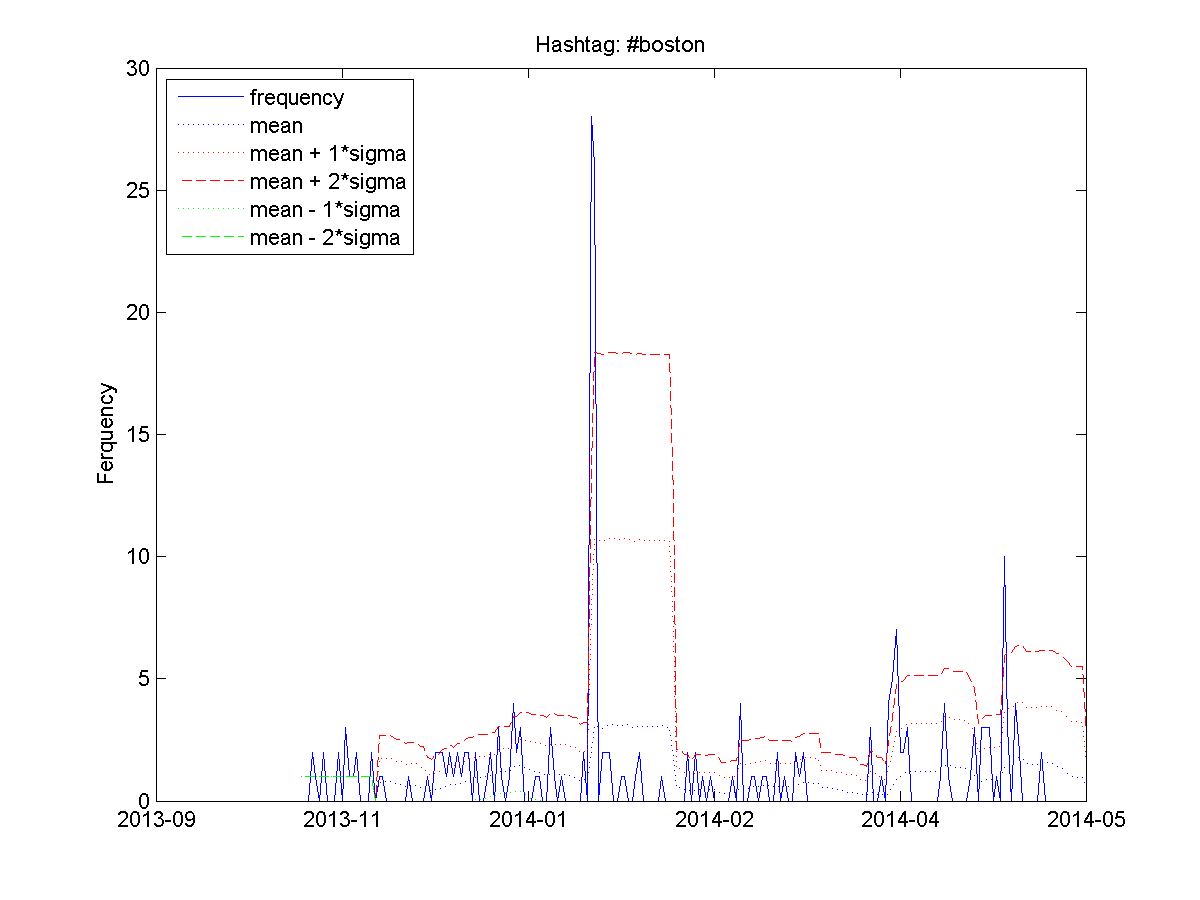 Hashtag: #boston
30
25
20
15
10
5
0
Ferquency
frequency
mean
mean + 1*sigma
mean + 2*sigma
mean - 1*sigma
mean - 2*sigma
2013-09 2013-11 2014-01 2014-02 2014-04 2014-05